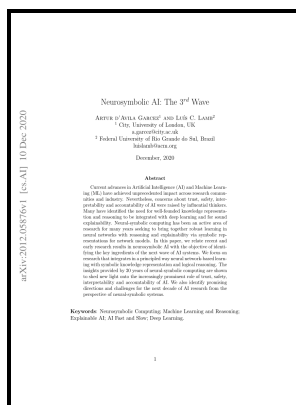 arXiv:2012.05876v1 [cs.AI] 10 Dec 2020
Neurosymbolic AI: The 3rd Wave
Artur d'Avila Garcez1 and Luís C. Lamb2
1 City, University of London, UK
a.garcez@city.ac.uk
2 Federal University of Rio Grande do Sul, Brazil
luislamb@acm.org
December, 2020
Abstract
Current advances in Artificial Intelligence (AI) and Machine Learn-
ing (ML) have achieved unprecedented impact across research communi-
ties and industry. Nevertheless, concerns about trust, safety, inter-
pretability and accountability of AI were raised by influential thinkers.
Many have identified the need for well-founded knowledge representa-
tion and reasoning to be integrated with deep learning and for sound
explainability. Neural-symbolic computing has been an active area of
research for many years seeking to bring together robust learning in
neural networks with reasoning and explainability via symbolic rep-
resentations for network models. In this paper, we relate recent and
early research results in neurosymbolic AI with the objective of identi-
fying the key ingredients of the next wave of AI systems. We focus on
research that integrates in a principled way neural network-based learn-
ing with symbolic knowledge representation and logical reasoning. The
insights provided by 20 years of neural-symbolic computing are shown
to shed new light onto the increasingly prominent role of trust, safety,
interpretability and accountability of AI. We also identify promising
directions and challenges for the next decade of AI research from the
perspective of neural-symbolic systems.
Keywords: Neurosymbolic Computing; Machine Learning and Reasoning;
Explainable AI; AI Fast and Slow; Deep Learning.
1